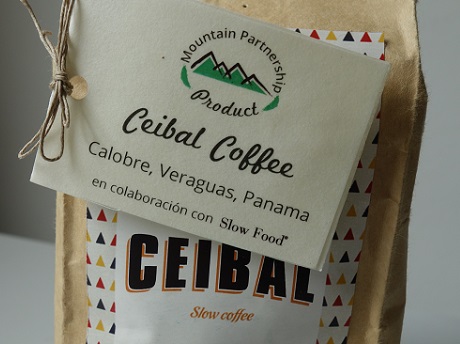 Mountain Partnership
Product
Ceibal Coffee
Calobre, Veraguas, Panama
en colaboración con Slow Food®
CEIBAL
Slow coffee